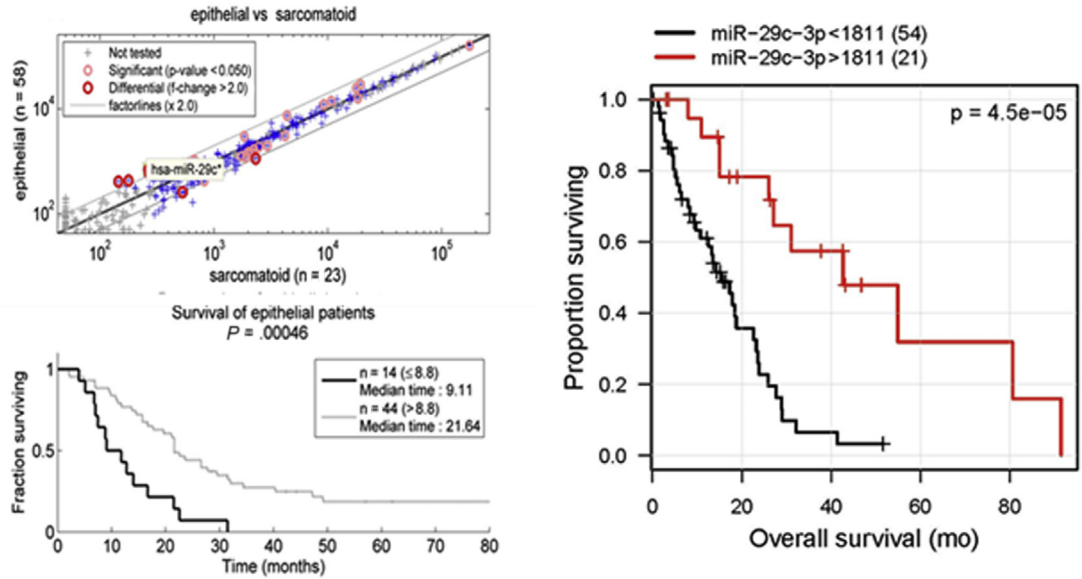 epithelial vs sarcomatoid
Not tested
Significant (p-value <0.050)
Differential (f-change >2.0)
factorlines (x 2.0)
epithelial (n = 58)
10^4
10^3
10^2
hsa-miR-29c*
10^2
10^3
10^4
10^5
sarcomatoid (n = 23)
Survival of epithelial patients
P = .00046
n = 14 (≤8.8)
Median time : 9.11
n = 44 (>8.8)
Median time : 21.64
Fraction surviving
1
0.5
0
0 10 20 30 40 50 60 70 80
Time (months)
miR-29c-3p<1811 (54)
miR-29c-3p>1811 (21)
p = 4.5e-05
Proportion surviving
1.0
0.8
0.6
0.4
0.2
0.0
0 20 40 60 80
Overall survival (mo)